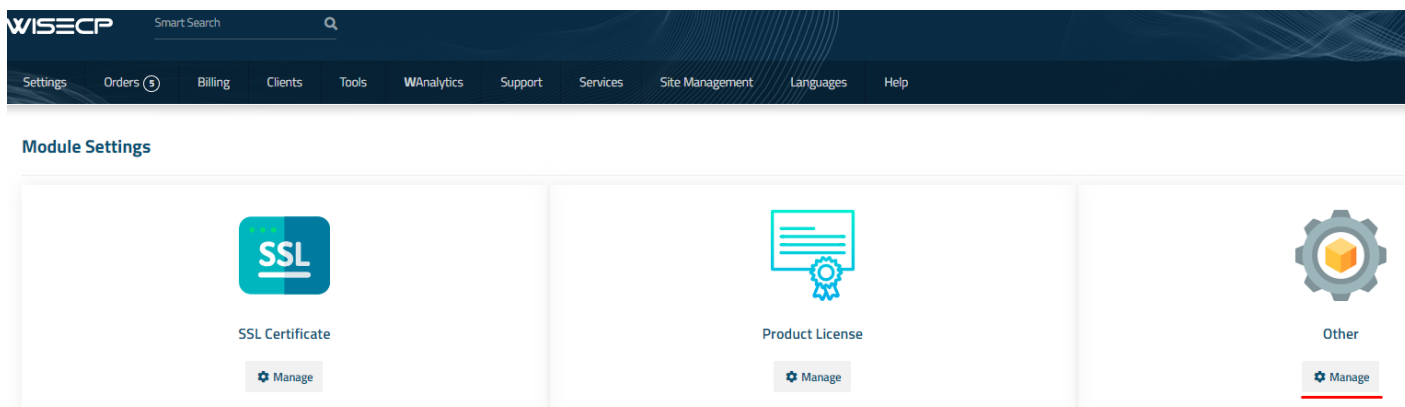 WISECP Smart Search
Settings Orders 5 Billing Clients Tools WAnalytics Support Services Site Management Languages Help
Module Settings
SSL
SSL Certificate Product License Other
Manage Manage Manage